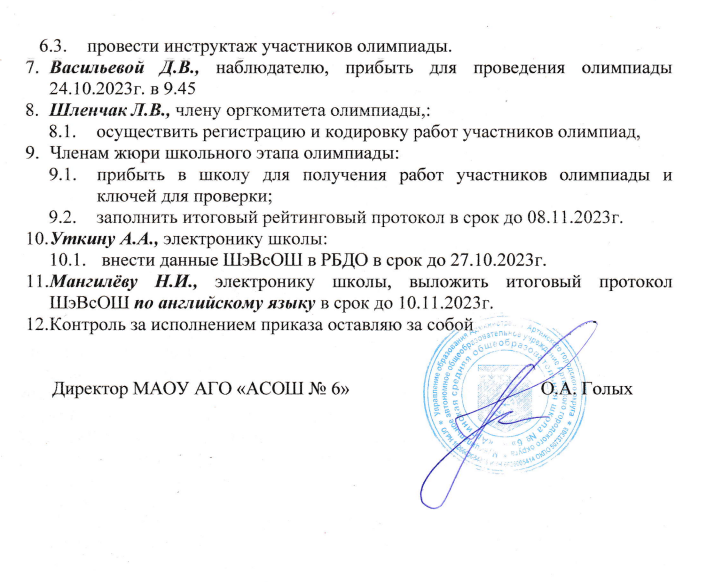 6.3. провести инструктаж участников олимпиады.
7. Васильевой Д.В., наблюдателю, прибыть для проведения олимпиады
24.10.2023г. в 9.45
8. Шленчак Л.В., члену оргкомитета олимпиады,:
8.1. осуществить регистрацию и кодировку работ участников олимпиад,
9. Членам жюри школьного этапа олимпиады:
9.1. прибыть в школу для получения работ участников олимпиады и
ключей для проверки;
9.2. заполнить итоговый рейтинговый протокол в срок до 08.11.2023г.
10.Уткину А.А., электронику школы:
10.1. внести данные ШэВсОШ в РБДО в срок до 27.10.2023г.
11.Мангилёву Н.И., электронику школы, выложить итоговый протокол
ШэВсОШ по английскому языку в срок до 10.11.2023г.
12.Контроль за исполнением приказа оставляю за собой
Директор МАОУ АГО «АСОШ № 6» О.А. Голых